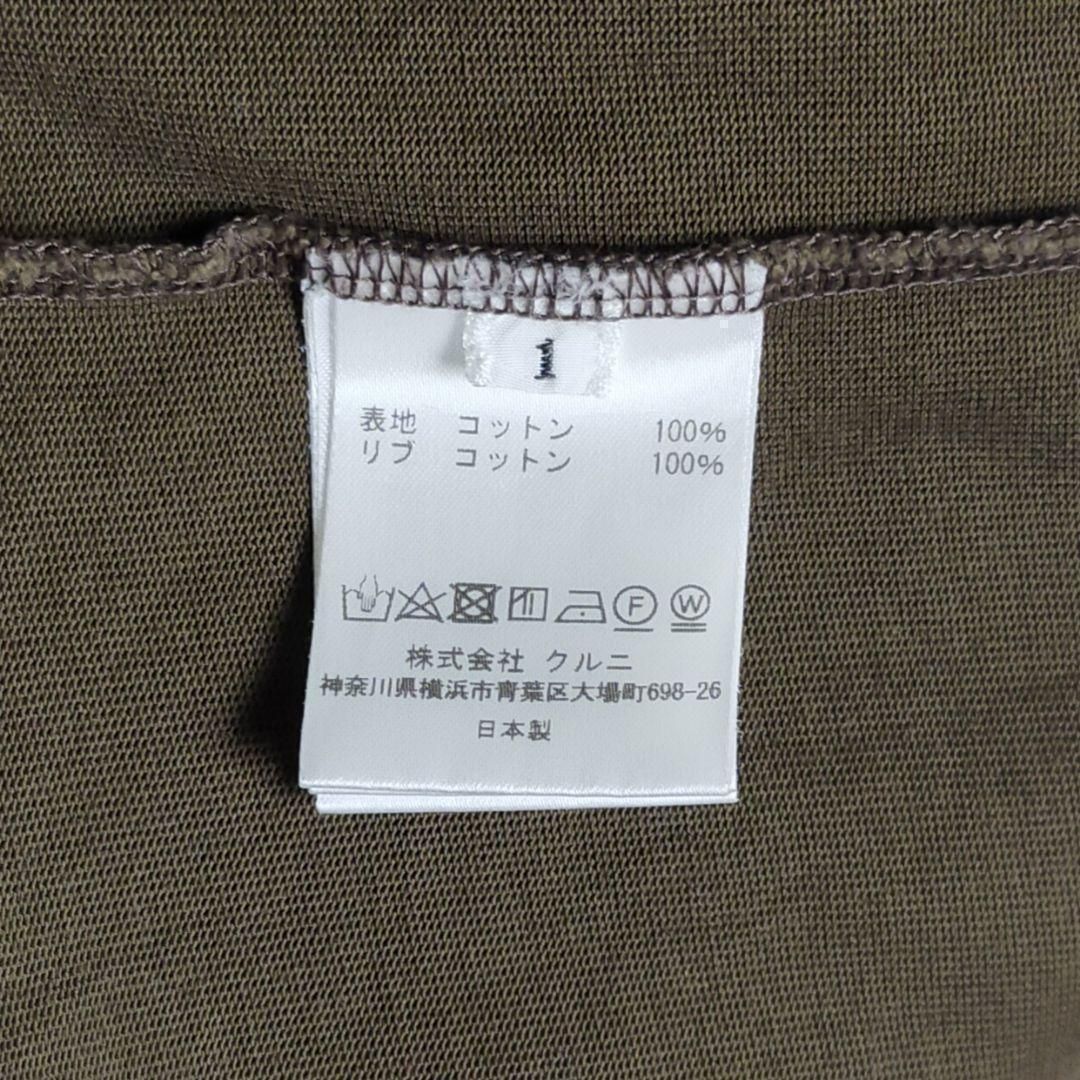 1
表地 コットン 100%
リブ コットン 100%
F W
株式会社 クルニ
神奈川県横浜市青葉区大場町698-26
日本製